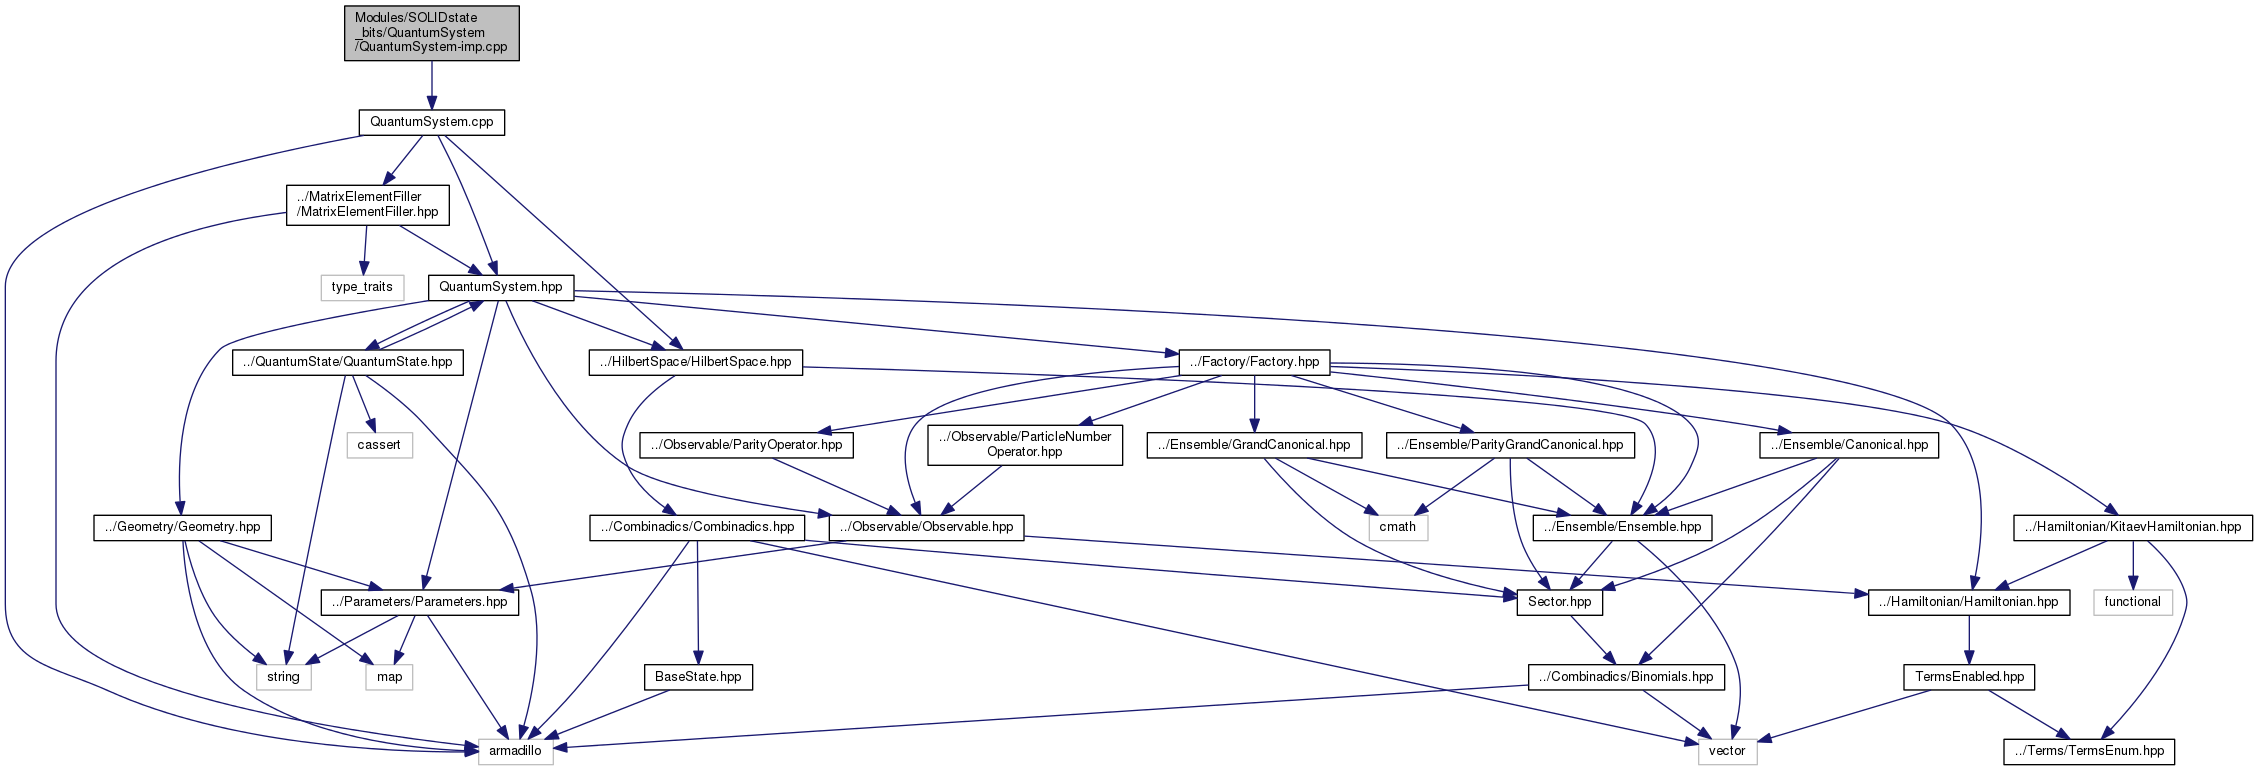 Modules/SOLIDstate
_bits/QuantumSystem
/QuantumSystem-imp.cpp
QuantumSystem.cpp
../MatrixElementFiller
/MatrixElementFiller.hpp
type_traits
QuantumSystem.hpp
../QuantumState/QuantumState.hpp
../HilbertSpace/HilbertSpace.hpp
../Factory/Factory.hpp
cassert
../Observable/ParityOperator.hpp
../Observable/ParticleNumber
Operator.hpp
../Ensemble/GrandCanonical.hpp
../Ensemble/ParityGrandCanonical.hpp
../Ensemble/Canonical.hpp
../Geometry/Geometry.hpp
../Combinadics/Combinadics.hpp
../Observable/Observable.hpp
cmath
../Ensemble/Ensemble.hpp
../Hamiltonian/KitaevHamiltonian.hpp
../Parameters/Parameters.hpp
Sector.hpp
../Hamiltonian/Hamiltonian.hpp
functional
string
map
BaseState.hpp
../Combinadics/Binomials.hpp
TermsEnabled.hpp
armadillo
vector
../Terms/TermsEnum.hpp